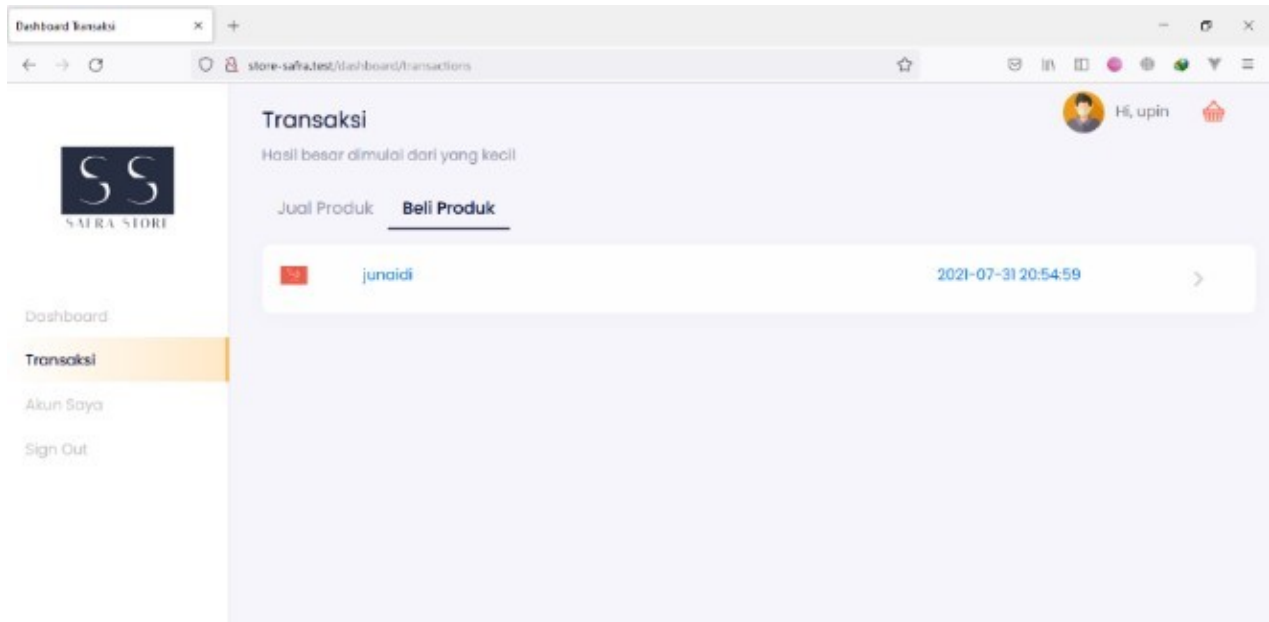 Dashboard Transaksi
store-safra.test/dashboard/transactions
Transaksi
Hi, upin
Hasil besar dimulai dari yang kecil
SS
SAFRA STORE
Jual Produk Beli Produk
junaidi 2021-07-31 20:54:59
Dashboard
Transaksi
Akun Saya
Sign Out